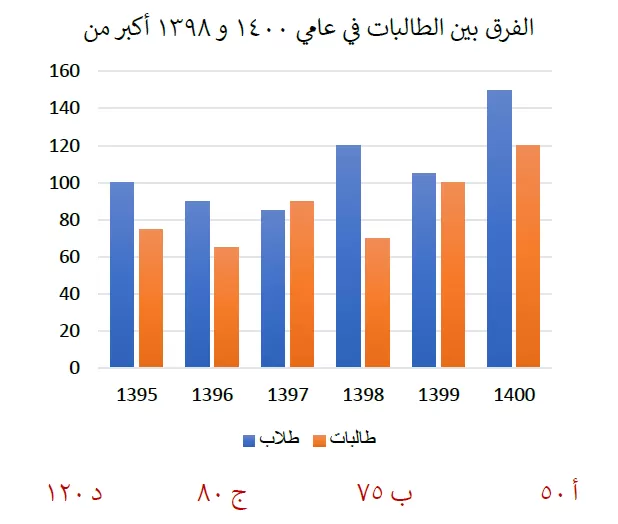 الفرق بين الطالبات في عامي ١٤٠٠ و ١٣٩٨ أكبر من
160
140
120
100
80
60
40
20
0
1395 1396 1397 1398 1399 1400
طلاب طالبات
أ ٥٠ ب ٧٥ ج ٨٠ د ١٢٠